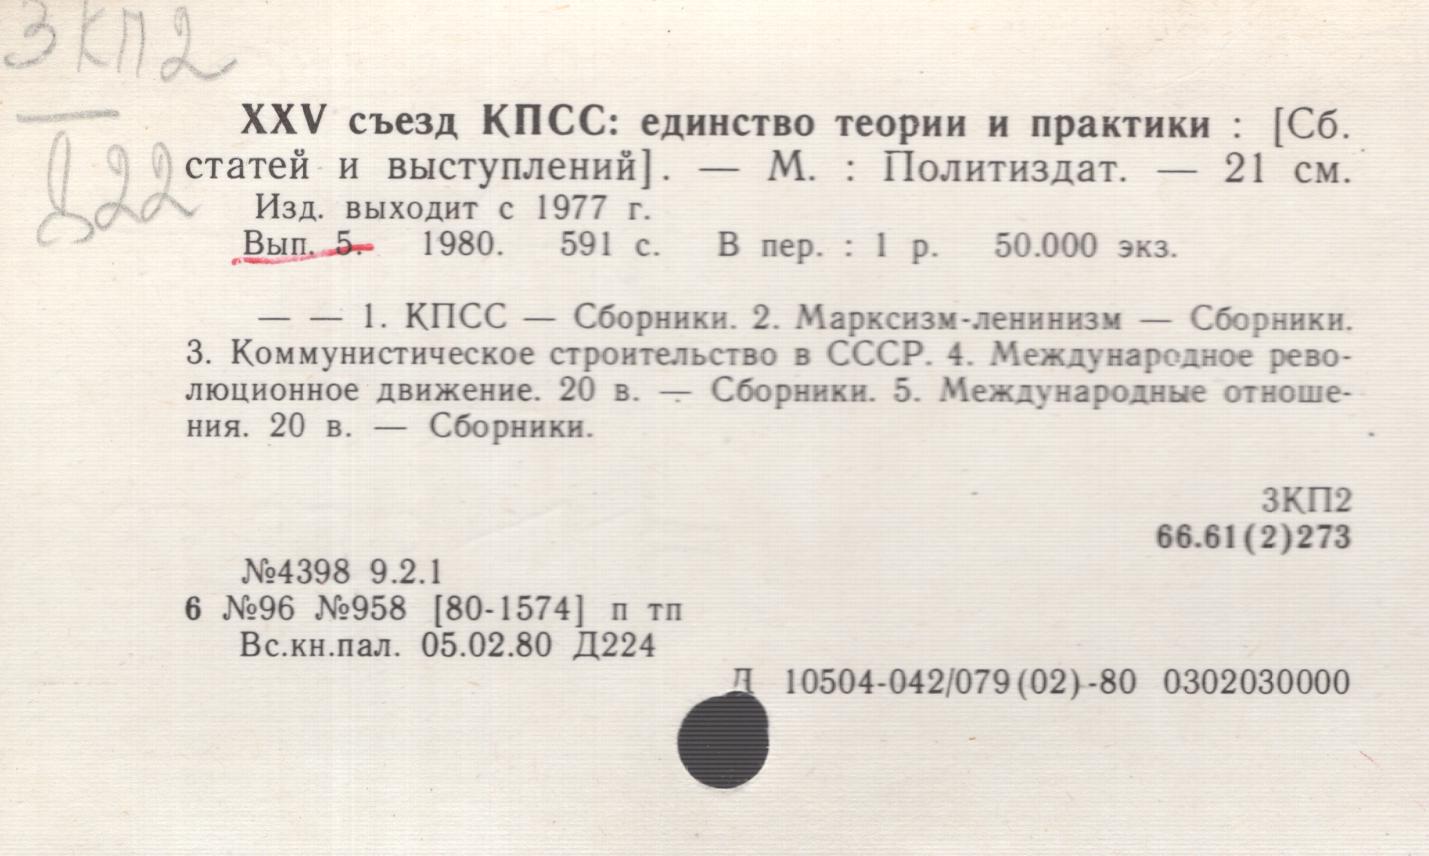 3КП2
Д22
XXV съезд КПСС: единство теории и практики : [Сб.
статей и выступлений]. — М. : Политиздат. — 21 см.
Изд. выходит с 1977 г.
Вып. 5. 1980. 591 с. В пер. : 1 р. 50.000 экз.
— — 1. КПСС — Сборники. 2. Марксизм-ленинизм — Сборники.
3. Коммунистическое строительство в СССР. 4. Международное рево-
люционное движение. 20 в. — Сборники. 5. Международные отноше-
ния. 20 в. — Сборники.
3КП2
66.61(2)273
№4398 9.2.1
6 №96 №958 [80-1574] п тп
Вс.кн.пал. 05.02.80 Д224
Д 10504-042/079(02)-80 0302030000